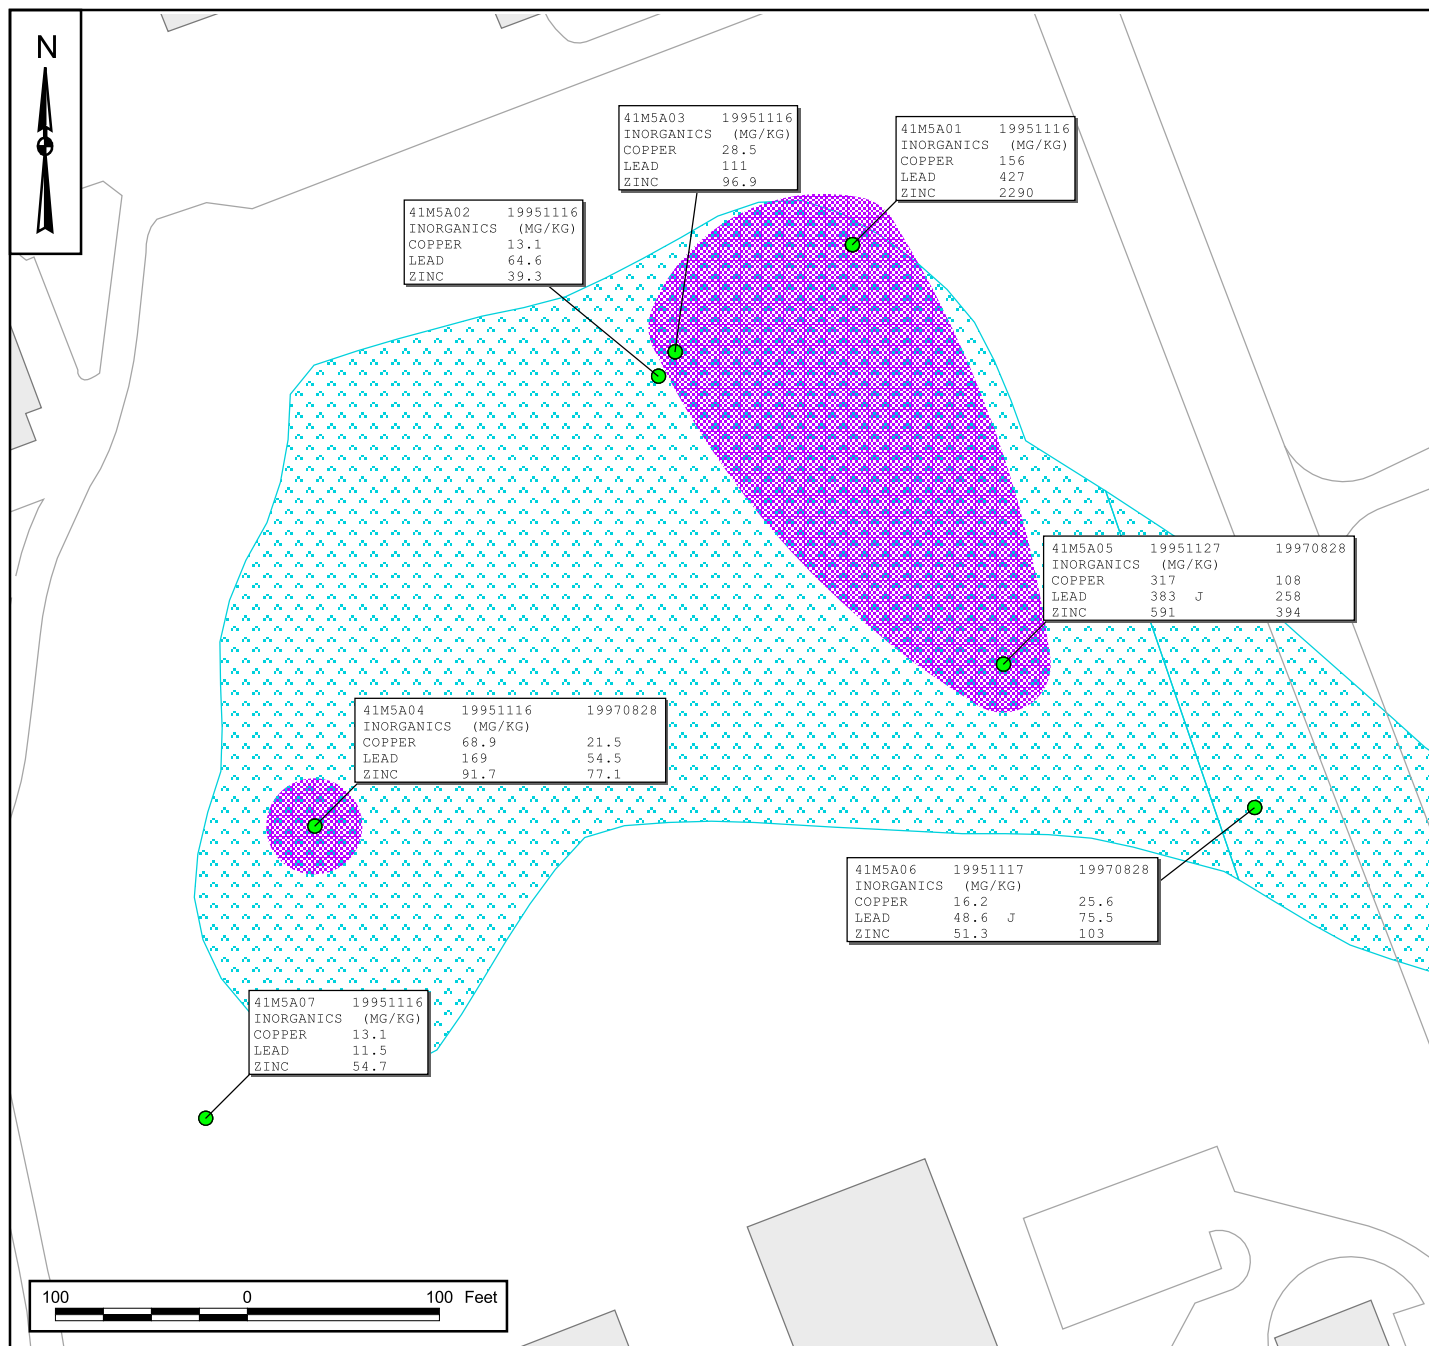 N
41M5A03 19951116
INORGANICS (MG/KG)
COPPER 28.5
LEAD 111
ZINC 96.9
41M5A01 19951116
INORGANICS (MG/KG)
COPPER 156
LEAD 427
ZINC 2290
41M5A02 19951116
INORGANICS (MG/KG)
COPPER 13.1
LEAD 64.6
ZINC 39.3
41M5A05 19951127 19970828
INORGANICS (MG/KG)
COPPER 317 108
LEAD 383 J 258
ZINC 591 394
41M5A04 19951116 19970828
INORGANICS (MG/KG)
COPPER 68.9 21.5
LEAD 169 54.5
ZINC 91.7 77.1
41M5A06 19951117 19970828
INORGANICS (MG/KG)
COPPER 16.2 25.6
LEAD 48.6 J 75.5
ZINC 51.3 103
41M5A07 19951116
INORGANICS (MG/KG)
COPPER 13.1
LEAD 11.5
ZINC 54.7
100 0 100 Feet